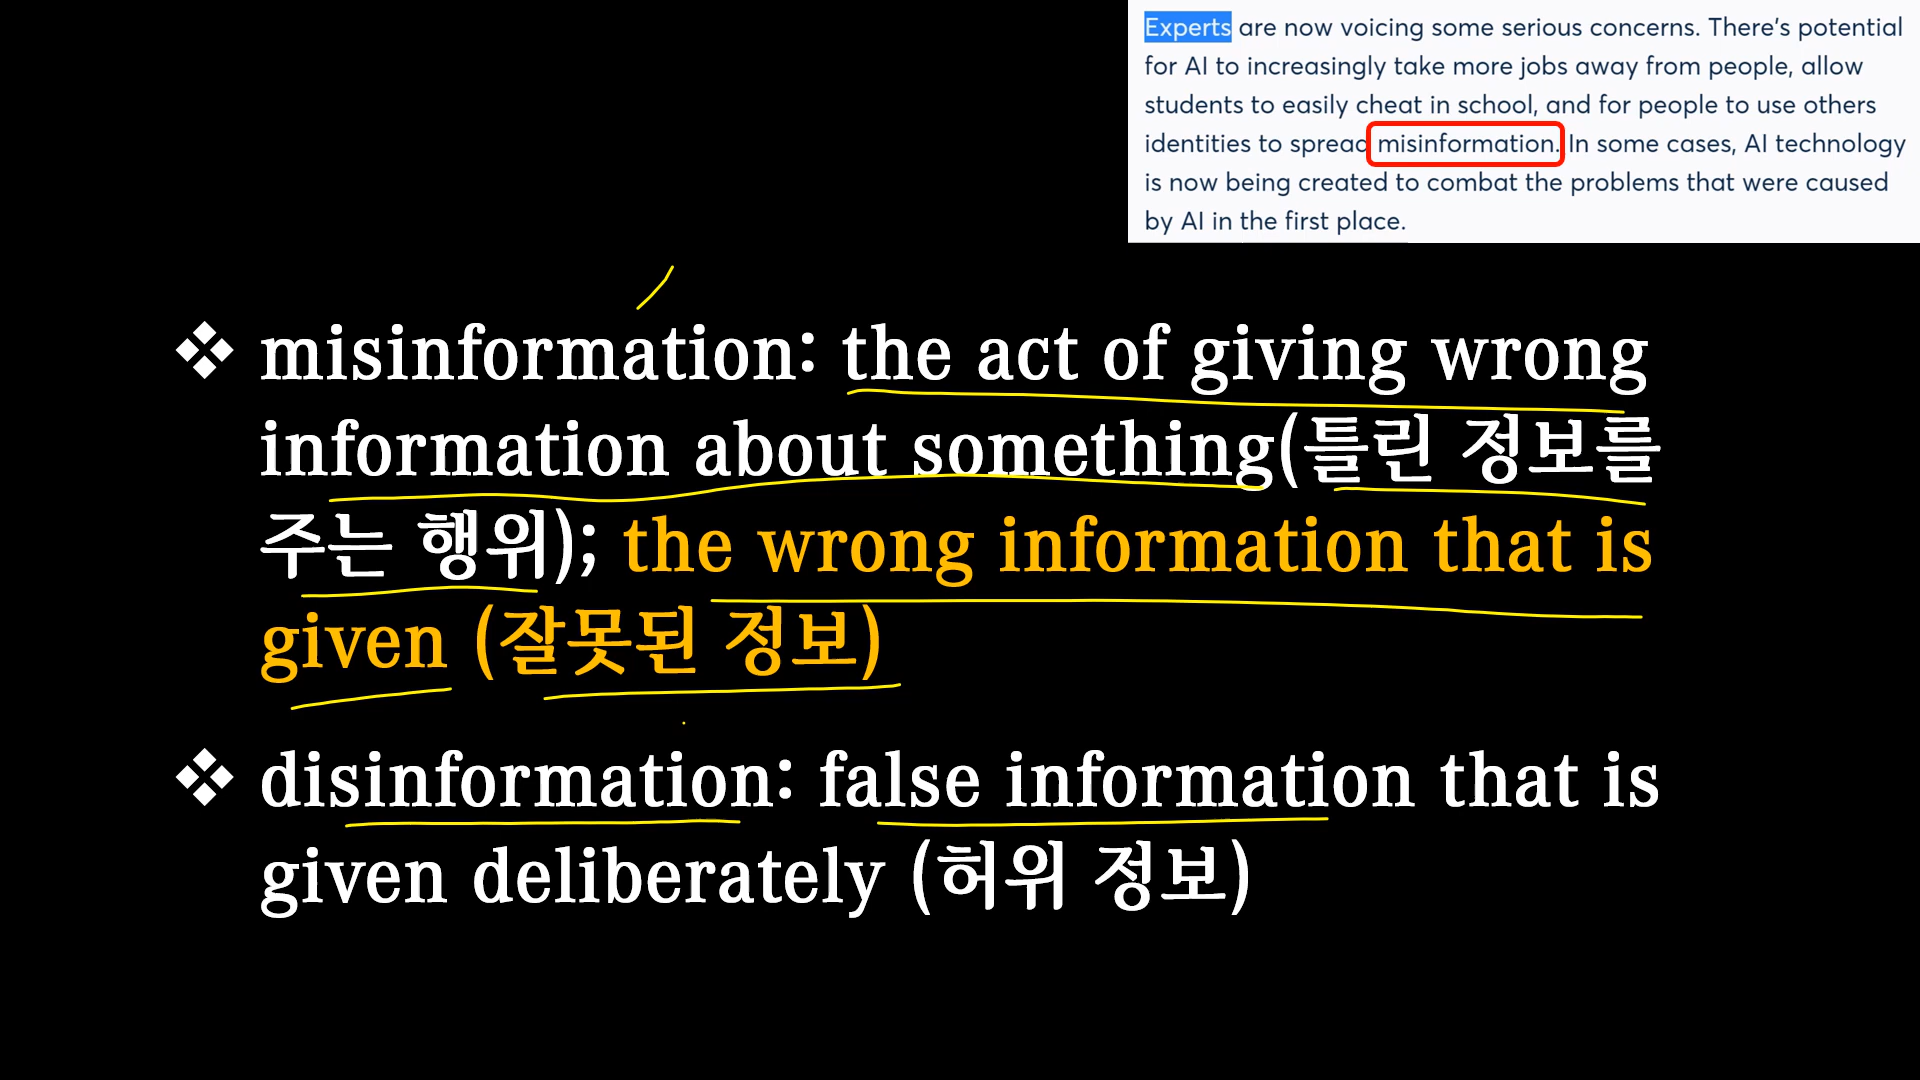 Experts are now voicing some serious concerns. There's potential
for AI to increasingly take more jobs away from people, allow
students to easily cheat in school, and for people to use others
identities to spread misinformation. In some cases, AI technology
is now being created to combat the problems that were caused
by AI in the first place.
❖ misinformation: the act of giving wrong
information about something(틀린 정보를
주는 행위); the wrong information that is
given (잘못된 정보)
❖ disinformation: false information that is
given deliberately (허위 정보)